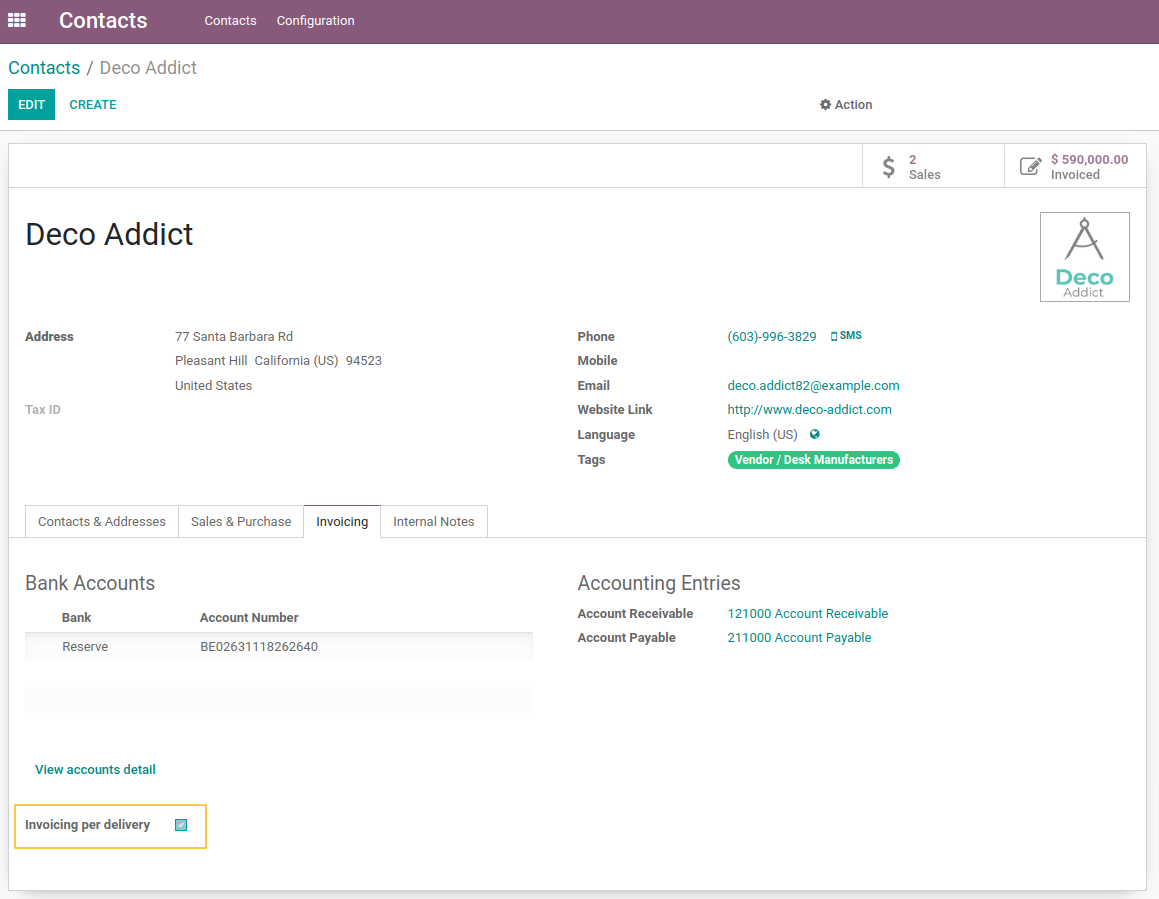 Contacts Contacts Configuration
Contacts / Deco Addict
EDIT CREATE Action
2 $ 590,000.00
Sales Invoiced
Deco Addict
Deco
Addict
Address 77 Santa Barbara Rd Phone (603)-996-3829 SMS
Pleasant Hill California (US) 94523 Mobile
United States Email deco.addict82@example.com
Tax ID Website Link http://www.deco-addict.com
Language English (US)
Tags Vendor / Desk Manufacturers
Contacts & Addresses Sales & Purchase Invoicing Internal Notes
Bank Accounts Accounting Entries
Bank Account Number Account Receivable 121000 Account Receivable
Account Payable 211000 Account Payable
Reserve BE02631118262640
View accounts detail
Invoicing per delivery